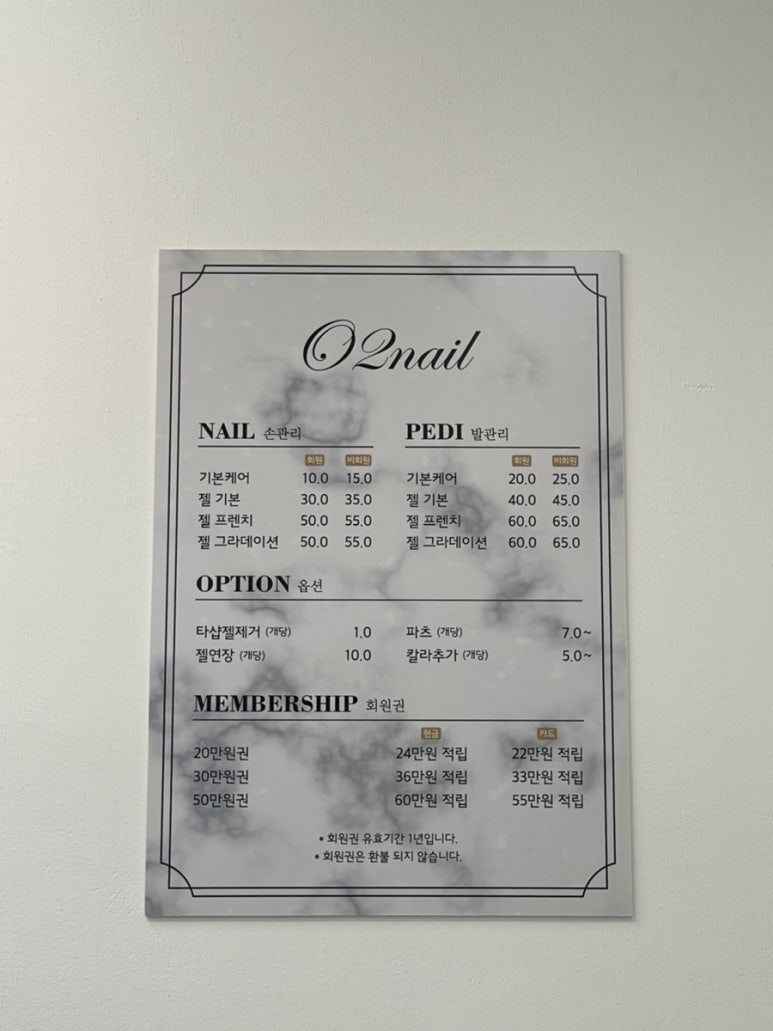 O2nail
NAIL 손관리
회원 비회원
기본케어 10.0 15.0
젤 기본 30.0 35.0
젤 프렌치 50.0 55.0
젤 그라데이션 50.0 55.0
PEDI 발관리
회원 비회원
기본케어 20.0 25.0
젤 기본 40.0 45.0
젤 프렌치 60.0 65.0
젤 그라데이션 60.0 65.0
OPTION 옵션
타샵젤제거 (개당) 1.0
젤연장 (개당) 10.0
파츠 (개당) 7.0~
칼라추가 (개당) 5.0~
MEMBERSHIP 회원권
현금 카드
20만원권 24만원 적립 22만원 적립
30만원권 36만원 적립 33만원 적립
50만원권 60만원 적립 55만원 적립
• 회원권 유효기간 1년입니다.
• 회원권은 환불 되지 않습니다.